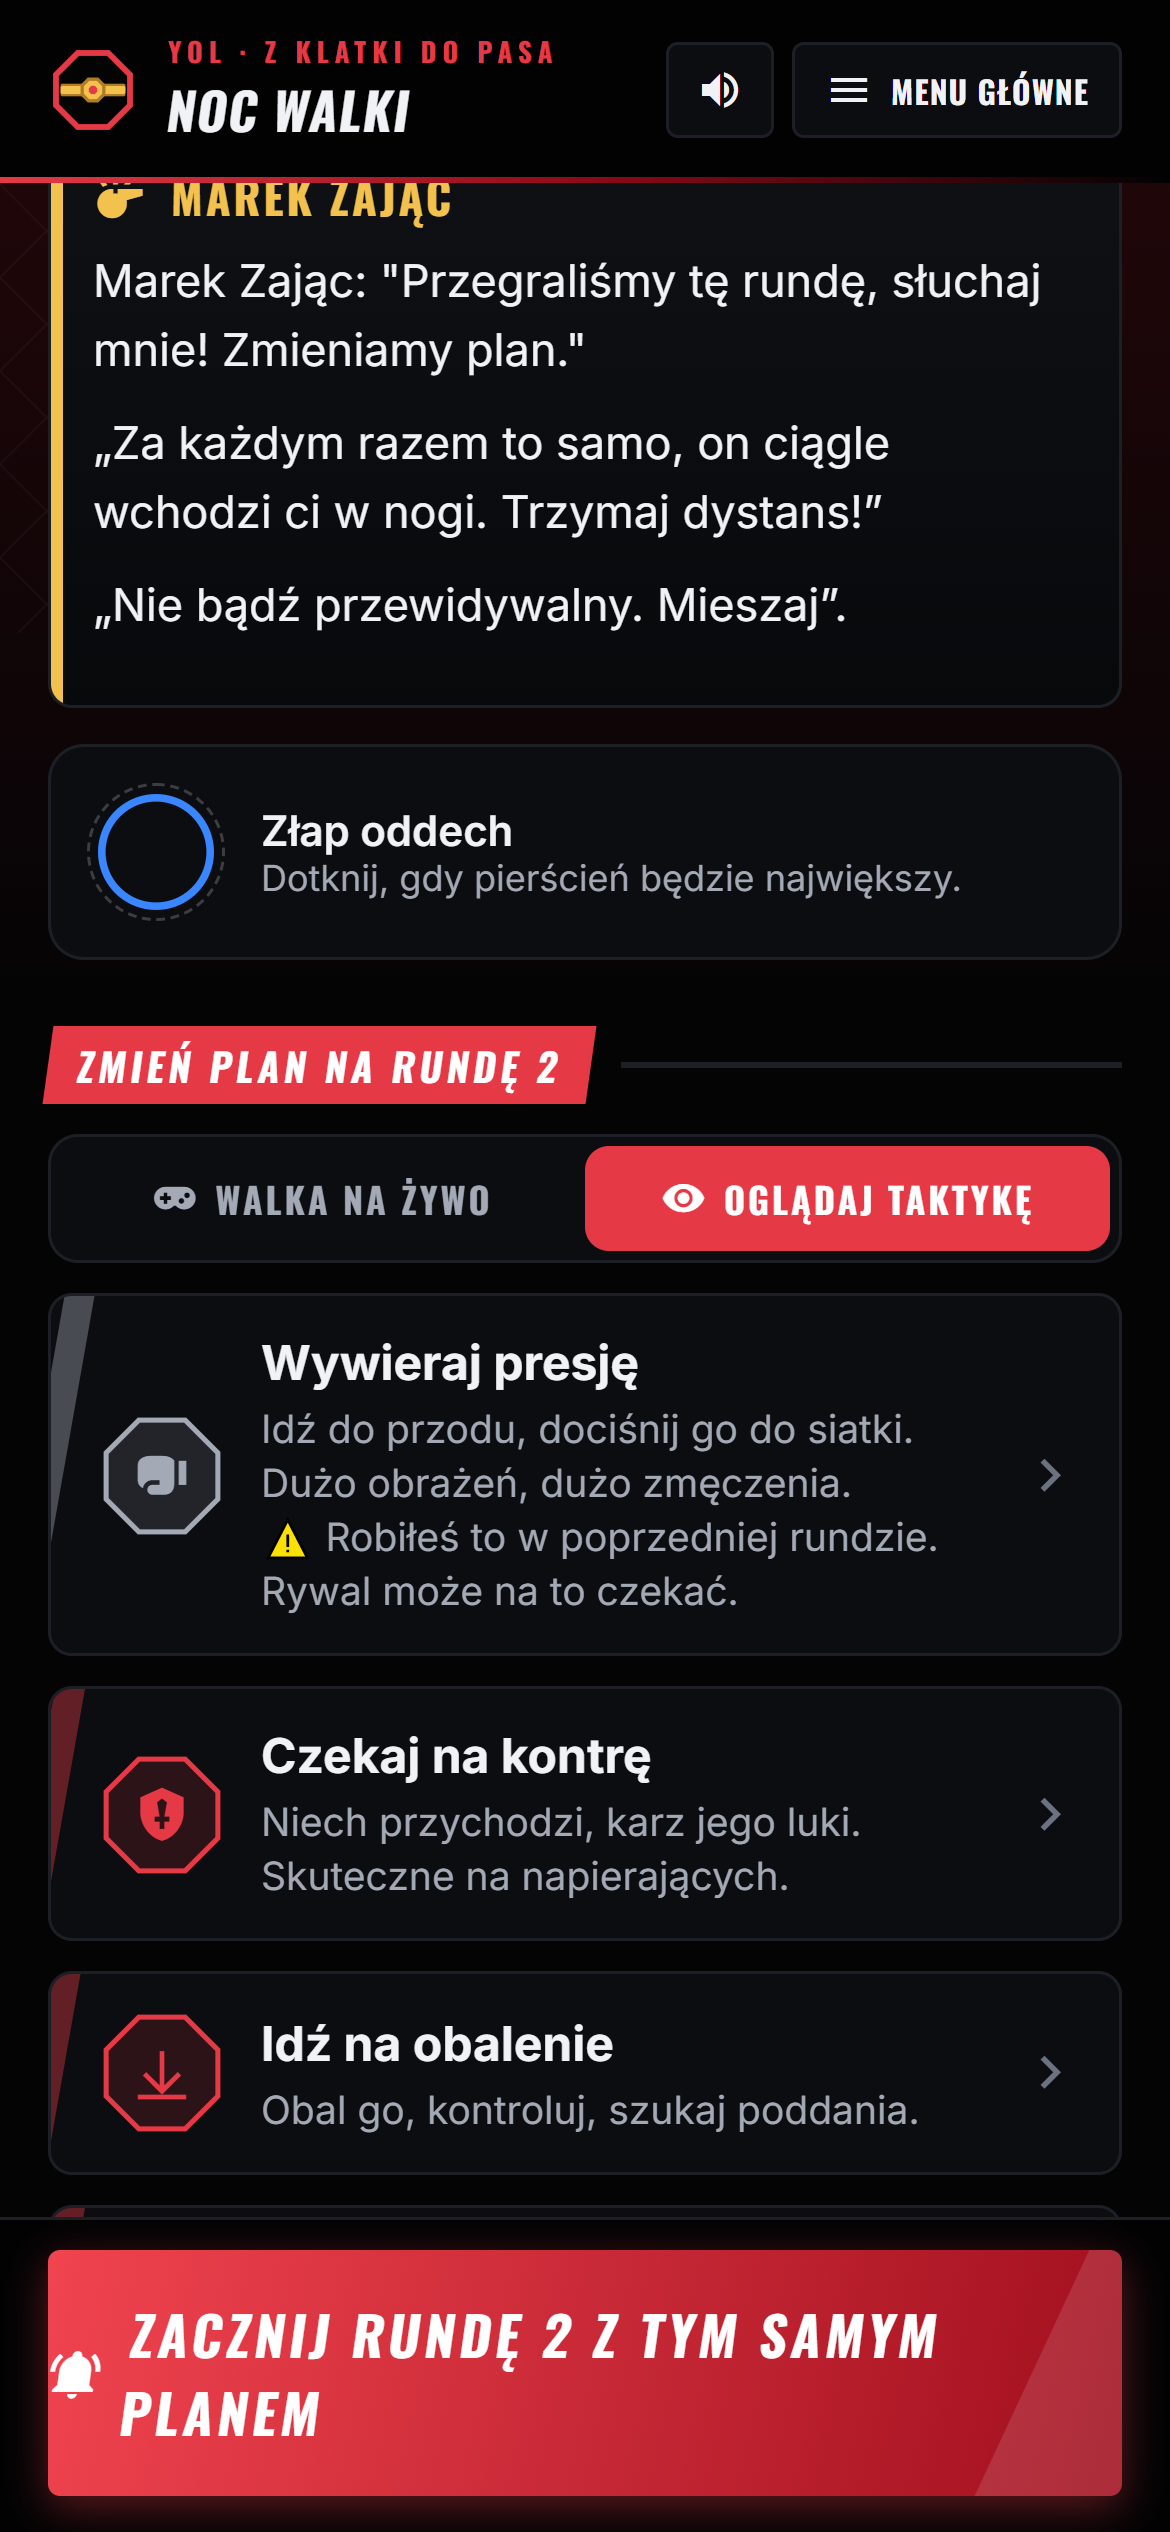 YOL · Z KLATKI DO PASA
NOC WALKI
MENU GŁÓWNE
MAREK ZAJĄC
Marek Zając: "Przegraliśmy tę rundę, słuchaj
mnie! Zmieniamy plan."
„Za każdym razem to samo, on ciągle
wchodzi ci w nogi. Trzymaj dystans!”
„Nie bądź przewidywalny. Mieszaj”.
Złap oddech
Dotknij, gdy pierścień będzie największy.
ZMIEŃ PLAN NA RUNDĘ 2
WALKA NA ŻYWO
OGLĄDAJ TAKTYKĘ
Wywieraj presję
Idź do przodu, dociśnij go do siatki.
Dużo obrażeń, dużo zmęczenia.
⚠️ Robiłeś to w poprzedniej rundzie.
Rywal może na to czekać.
Czekaj na kontrę
Niech przychodzi, karz jego luki.
Skuteczne na napierających.
Idź na obalenie
Obal go, kontroluj, szukaj poddania.
ZACZNIJ RUNDĘ 2 Z TYM SAMYM
PLANEM